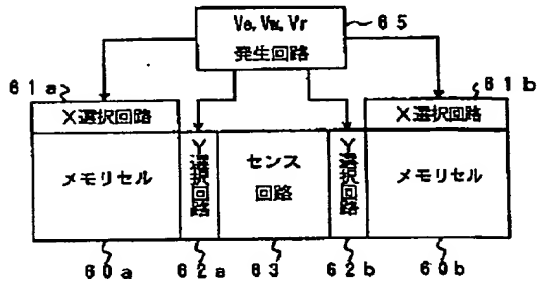 Ve,Vw,Vr
発生回路
65
61a
61b
X選択回路
X選択回路
メモリセル
Y選択回路
センス
回路
Y選択回路
メモリセル
60a
62a
63
62b
60b